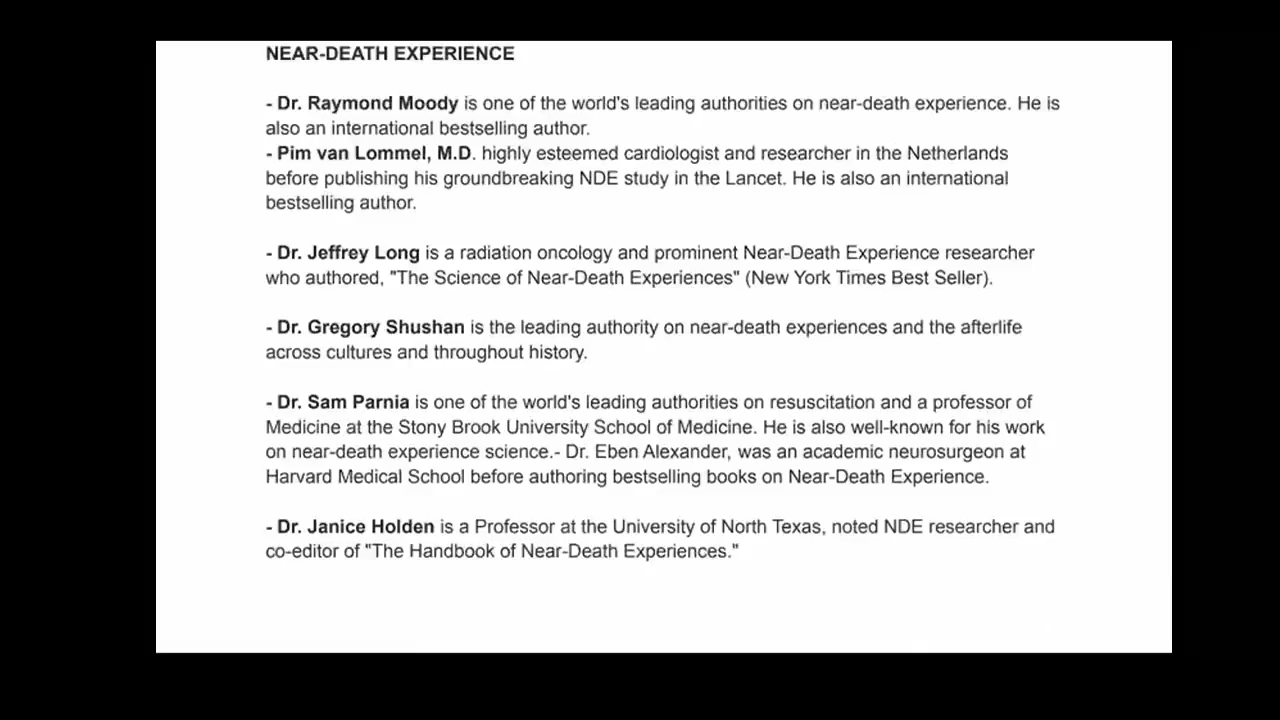 NEAR-DEATH EXPERIENCE
- Dr. Raymond Moody is one of the world's leading authorities on near-death experience. He is
also an international bestselling author.
- Pim van Lommel, M.D. highly esteemed cardiologist and researcher in the Netherlands
before publishing his groundbreaking NDE study in the Lancet. He is also an international
bestselling author.
- Dr. Jeffrey Long is a radiation oncology and prominent Near-Death Experience researcher
who authored, "The Science of Near-Death Experiences" (New York Times Best Seller).
- Dr. Gregory Shushan is the leading authority on near-death experiences and the afterlife
across cultures and throughout history.
- Dr. Sam Parnia is one of the world's leading authorities on resuscitation and a professor of
Medicine at the Stony Brook University School of Medicine. He is also well-known for his work
on near-death experience science.- Dr. Eben Alexander, was an academic neurosurgeon at
Harvard Medical School before authoring bestselling books on Near-Death Experience.
- Dr. Janice Holden is a Professor at the University of North Texas, noted NDE researcher and
co-editor of "The Handbook of Near-Death Experiences."